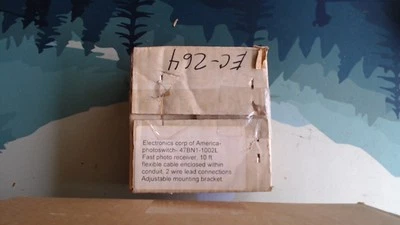 EC-264
Electronics corp of America-
photoswitch- 4TBN1-1002L
Fast photo receiver. 10 ft
flexible cable enclosed within
conduit. 2 wire lead connections
Adjustable mounting bracket